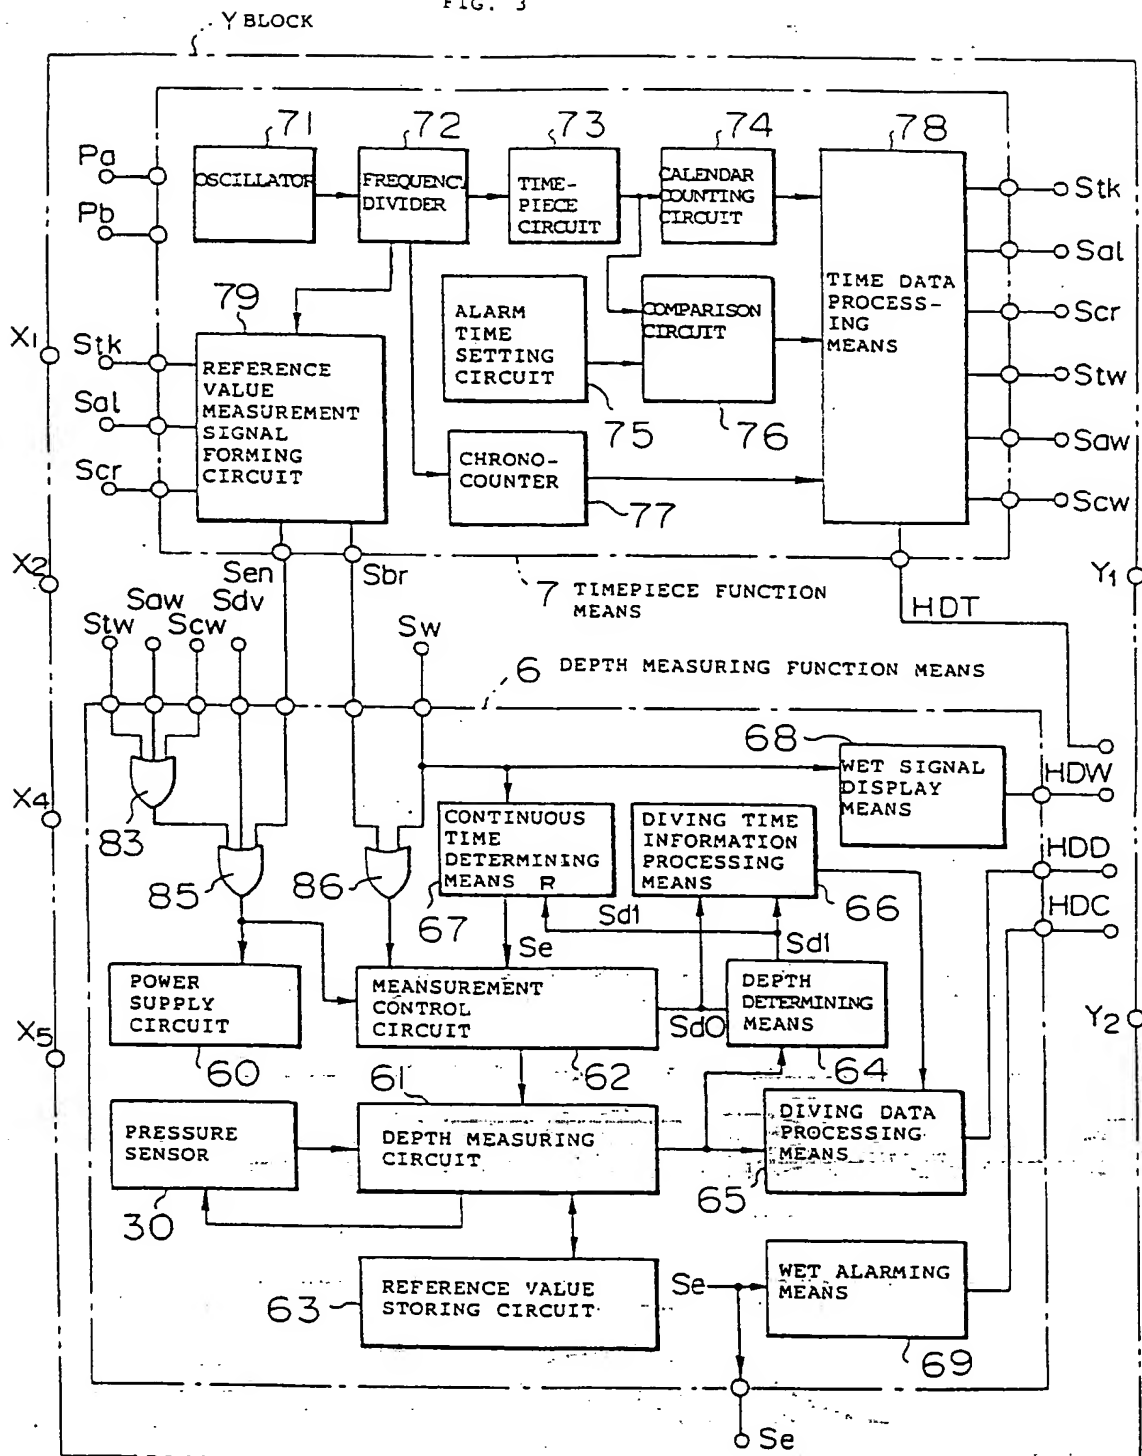 FIG. 3
Y BLOCK
71
72
73
74
78
Pa
Pb
OSCILLATOR
FREQUENCY
DIVIDER
TIME-
PIECE
CIRCUIT
CALENDAR
COUNTING
CIRCUIT
TIME DATA
PROCESS-
ING
MEANS
Stk
Sal
Scr
Stw
Saw
Scw
79
X1
Stk
Sal
Scr
REFERENCE
VALUE
MEASUREMENT
SIGNAL
FORMING
CIRCUIT
ALARM
TIME
SETTING
CIRCUIT
75
COMPARISON
CIRCUIT
76
CHRONO-
COUNTER
77
X2
Sen
Sbr
7 TIMEPIECE FUNCTION
MEANS
HDT
Y1
Stw
Saw
Scw
Sdv
Sw
6 DEPTH MEASURING FUNCTION MEANS
68
WET SIGNAL
DISPLAY
MEANS
HDW
X4
83
85
86
CONTINUOUS
TIME
DETERMINING
MEANS R
67
DIVING TIME
INFORMATION
PROCESSING
MEANS
66
HDD
HDC
Sd1
Sd1
Se
POWER
SUPPLY
CIRCUIT
60
MEANSUREMENT
CONTROL
CIRCUIT
62
Sd0
DEPTH
DETERMINING
MEANS
64
X5
Y2
61
PRESSURE
SENSOR
30
DEPTH MEASURING
CIRCUIT
DIVING DATA
PROCESSING
MEANS
65
63
REFERENCE VALUE
STORING CIRCUIT
Se
WET ALARMING
MEANS
69
Se